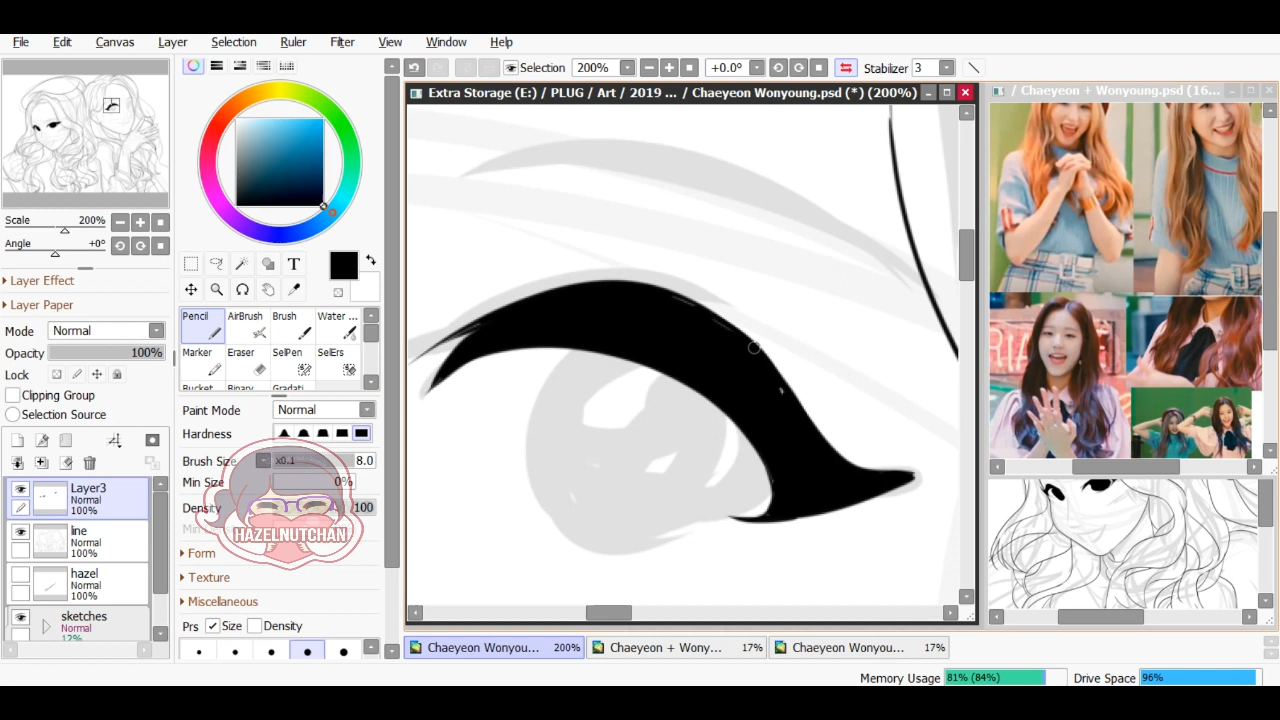 File Edit Canvas Layer Selection Ruler Filter View Window Help
Selection 200% +0.0° Stabilizer 3
Extra Storage (E:) / PLUG / Art / 2019 ... / Chaeyeon Wonyoung.psd (*) (200%)
/ Chaeyeon + Wonyoung.psd (16...
Scale 200%
Angle +0°
Layer Effect
Layer Paper
Mode Normal
Opacity 100%
Lock
Clipping Group
Selection Source
Layer3
Normal
100%
line
Normal
100%
hazel
Normal
100%
sketches
Normal
12%
T
Pencil AirBrush Brush Water ...
Marker Eraser SelPen SelErs
Bucket Binary Gradati
Paint Mode Normal
Hardness
Brush Size x0.1 8.0
Min Size 0%
Density 100
HAZELNUTCHAN
Form
Texture
Miscellaneous
Prs Size Density
Chaeyeon Wonyou... 200% Chaeyeon + Wony... 17% Chaeyeon Wonyou... 17%
Memory Usage 81% (84%) Drive Space 96%